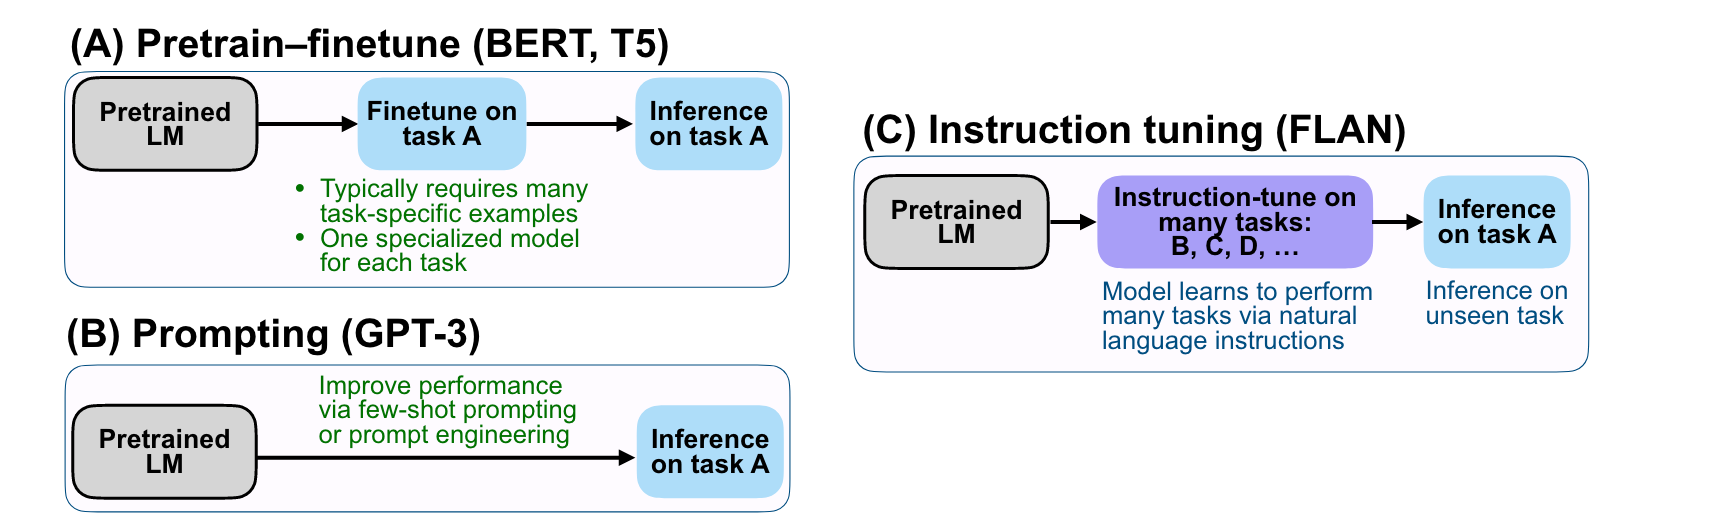 (A) Pretrain–finetune (BERT, T5)
Pretrained
LM
Finetune on
task A
Inference
on task A
• Typically requires many
task-specific examples
• One specialized model
for each task
(B) Prompting (GPT-3)
Pretrained
LM
Improve performance
via few-shot prompting
or prompt engineering
Inference
on task A
(C) Instruction tuning (FLAN)
Pretrained
LM
Instruction-tune on
many tasks:
B, C, D, …
Inference
on task A
Model learns to perform
many tasks via natural
language instructions
Inference on
unseen task